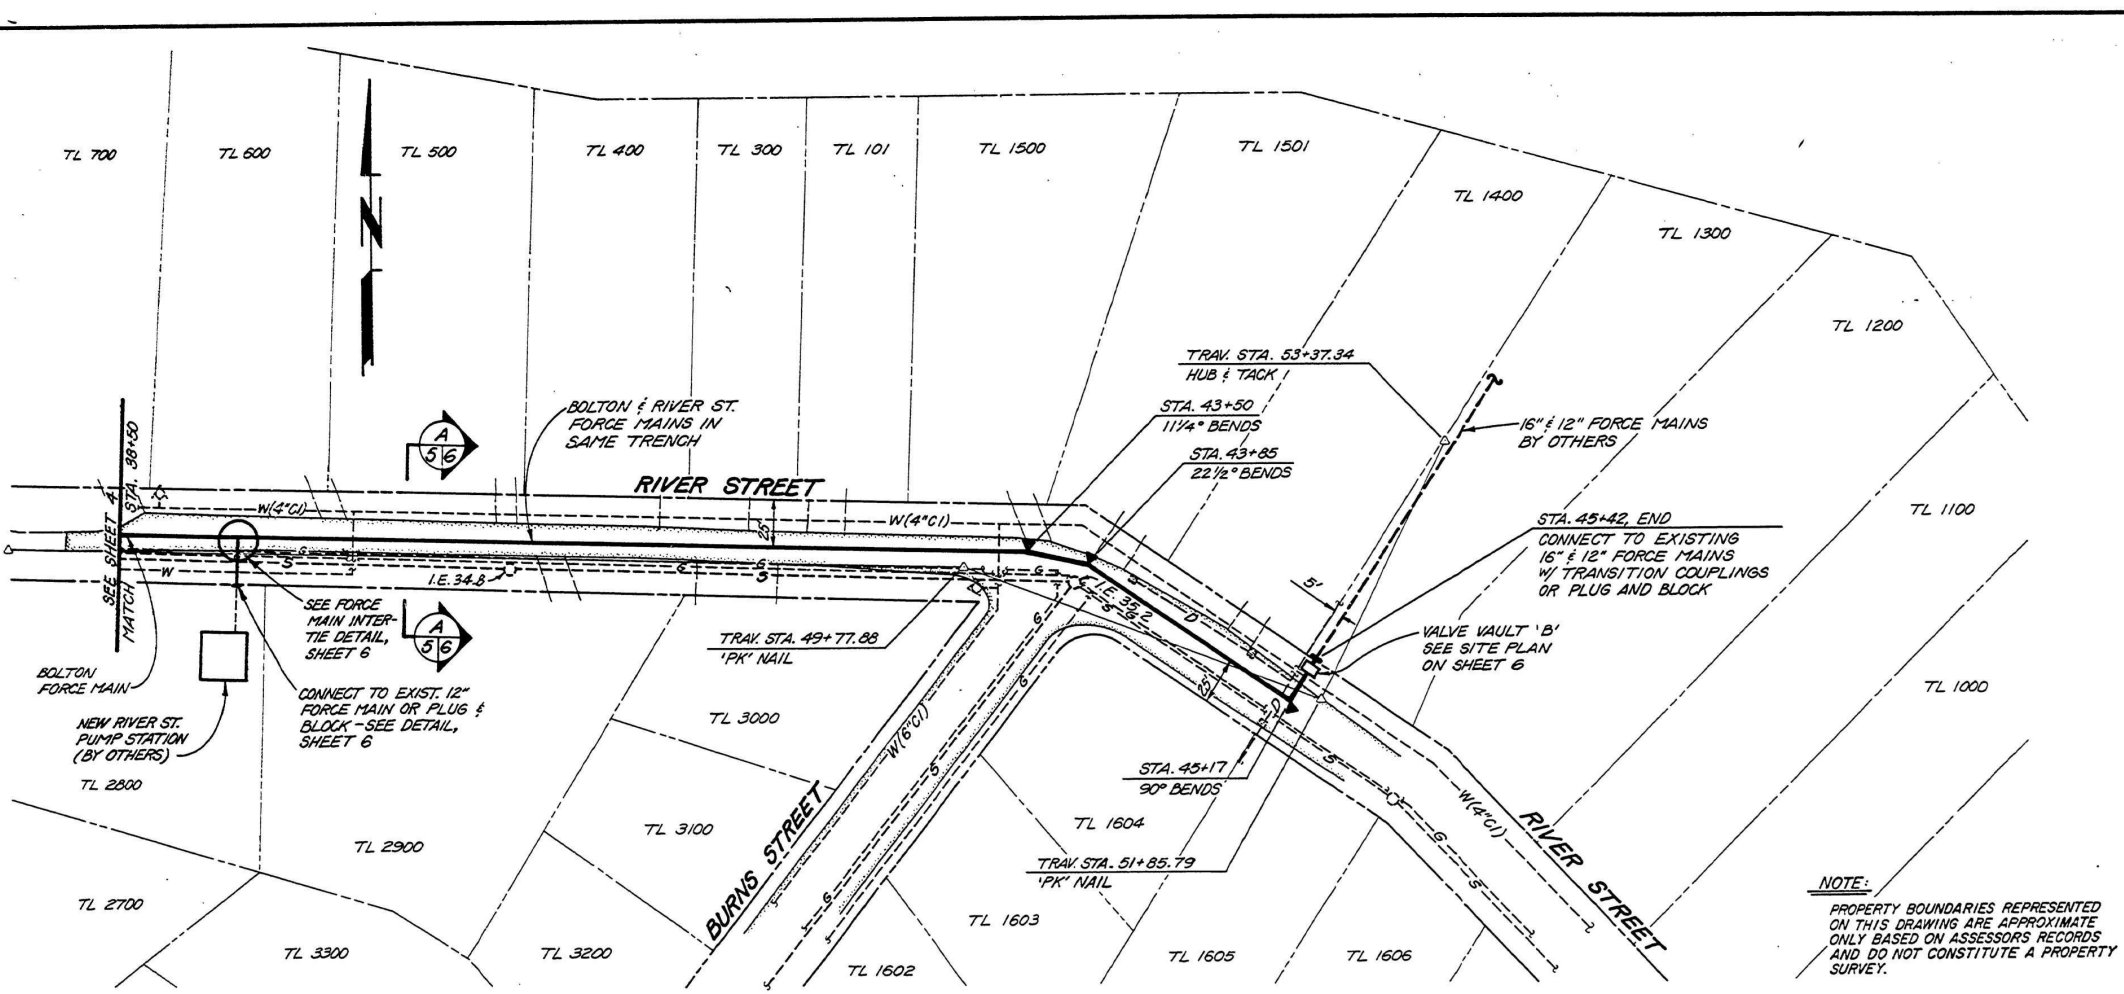 TL 700
TL 600
TL 500
TL 400
TL 300
TL 101
TL 1500
TL 1501
TL 1400
TL 1300
TL 1200
TL 1100
TL 1000
N
TRAV. STA. 53+37.34
HUB & TACK
STA. 43+50
11 1/4° BENDS
STA. 43+85
22 1/2° BENDS
16" & 12" FORCE MAINS
BY OTHERS
BOLTON & RIVER ST.
FORCE MAINS IN
SAME TRENCH
A
5 6
RIVER STREET
SEE SHEET 4
STA. 38+50
MATCH
W(4"CI)
25'
W(4"CI)
STA. 45+42, END
CONNECT TO EXISTING
16" & 12" FORCE MAINS
W/ TRANSITION COUPLINGS
OR PLUG AND BLOCK
G
S
W
I.E. 34.8
G
S
G
S
G
I.E. 35.2
S
G
D
5'
SEE FORCE
MAIN INTER-
TIE DETAIL,
SHEET 6
A
5 6
TRAV. STA. 49+77.88
'PK' NAIL
VALVE VAULT 'B'
SEE SITE PLAN
ON SHEET 6
BOLTON
FORCE MAIN
CONNECT TO EXIST. 12"
FORCE MAIN OR PLUG &
BLOCK - SEE DETAIL,
SHEET 6
NEW RIVER ST.
PUMP STATION
(BY OTHERS)
25'
D
S
G
G
S
W(6"CI)
G
TL 3000
STA. 45+17
90° BENDS
TL 2800
TL 2900
TL 3100
BURNS STREET
TL 1604
W(4"CI)
RIVER STREET
G
S
TRAV. STA. 51+85.79
'PK' NAIL
TL 2700
TL 3300
TL 3200
TL 1603
TL 1602
TL 1605
TL 1606
NOTE:
PROPERTY BOUNDARIES REPRESENTED
ON THIS DRAWING ARE APPROXIMATE
ONLY BASED ON ASSESSORS RECORDS
AND DO NOT CONSTITUTE A PROPERTY
SURVEY.